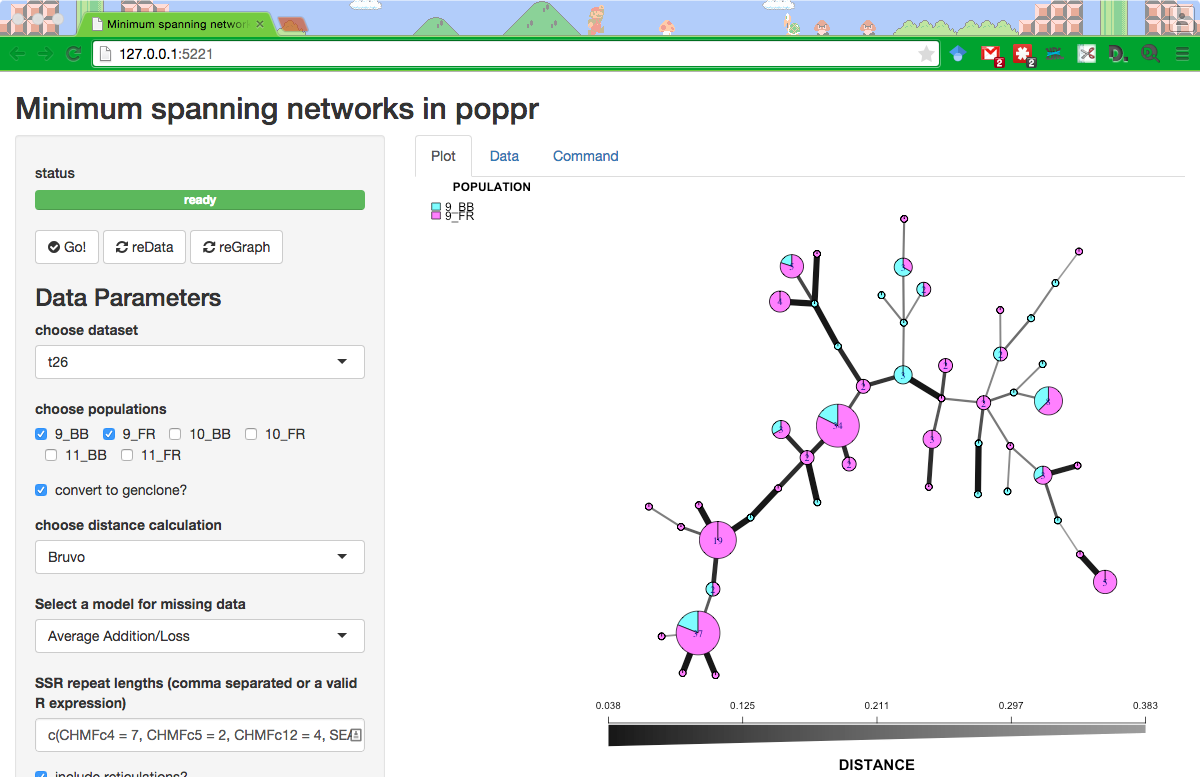 Minimum spanning networ
127.0.0.1:5221
2
2
Minimum spanning networks in poppr
status
ready
Go! reData reGraph
Data Parameters
choose dataset
t26
choose populations
9_BB 9_FR 10_BB 10_FR
11_BB 11_FR
convert to genclone?
choose distance calculation
Bruvo
Select a model for missing data
Average Addition/Loss
SSR repeat lengths (comma separated or a valid
R expression)
c(CHMFc4 = 7, CHMFc5 = 2, CHMFc12 = 4, SEA
include reticulations?
Plot Data Command
POPULATION
9_BB
9_FR
19
0.038 0.125 0.211 0.297 0.383
DISTANCE